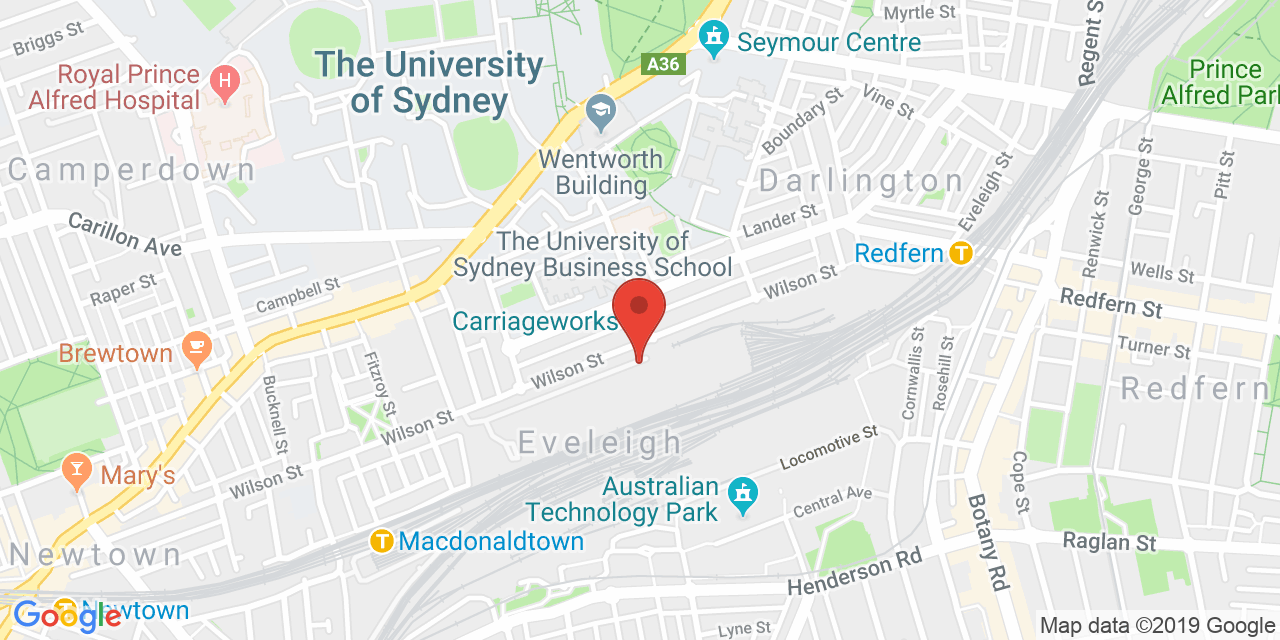 Briggs St
Royal Prince
Alfred Hospital
H
The University
of Sydney
A36
Seymour Centre
Myrtle St
Regent S
Prince
Alfred Par
Camperdown
Wentworth
Building
Boundary St
Vine St
Darlington
Eveleigh St
George St
Pitt St
Renwick St
Carillon Ave
Lander St
The University of
Sydney Business School
Redfern
T
Wells St
Raper St
Campbell St
Wilson St
Redfern St
Carriageworks
Brewtown
Turner St
Fitzroy St
Wilson St
Cornwallis St
Rosehill St
Redfern
Bucknell St
Wilson St
Eveleigh
Locomotive St
Mary's
Wilson St
Australian
Technology Park
Central Ave
Cope St
Botany Rd
T
Macdonaldtown
Newtown
Raglan St
Henderson Rd
T
Newtown
Google
Lyne St
Map data ©2019 Google